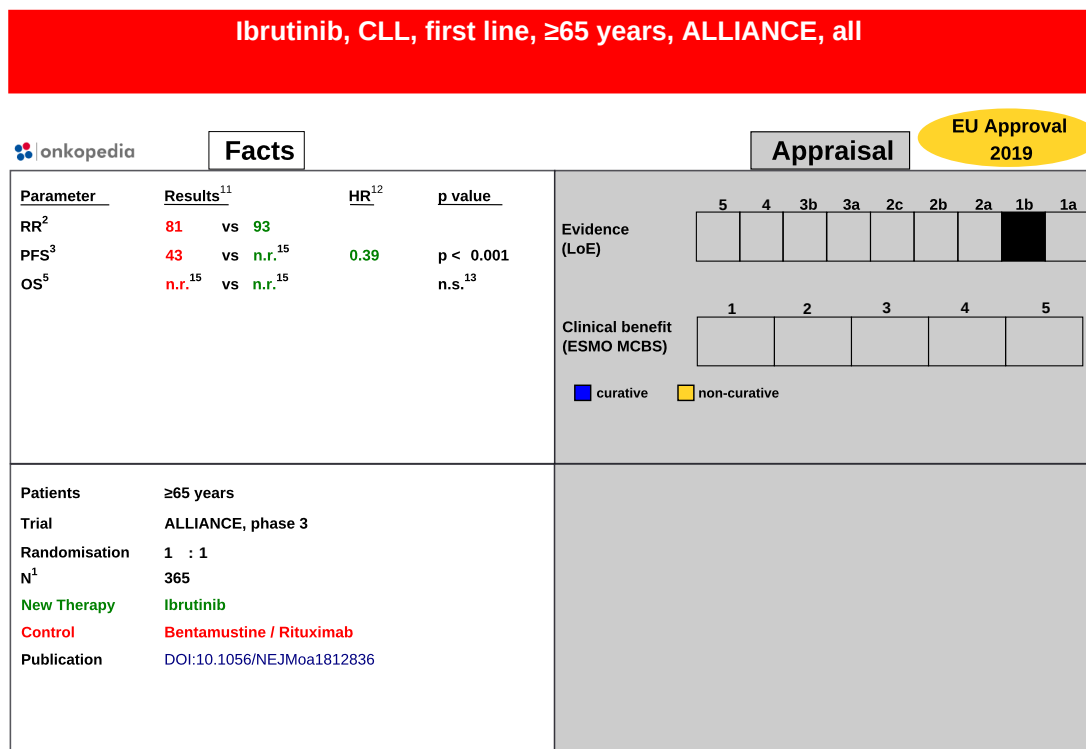 Ibrutinib, CLL, first line, ≥65 years, ALLIANCE, all
onkopedia
Facts
Appraisal
EU Approval
2019
Parameter Results11 HR12 p value
RR2 81 vs 93
PFS3 43 vs n.r.15 0.39 p < 0.001
OS5 n.r.15 vs n.r.15 n.s.13
5 4 3b 3a 2c 2b 2a 1b 1a
Evidence
(LoE)
1 2 3 4 5
Clinical benefit
(ESMO MCBS)
curative non-curative
Patients ≥65 years
Trial ALLIANCE, phase 3
Randomisation 1 : 1
N1 365
New Therapy Ibrutinib
Control Bentamustine / Rituximab
Publication DOI:10.1056/NEJMoa1812836